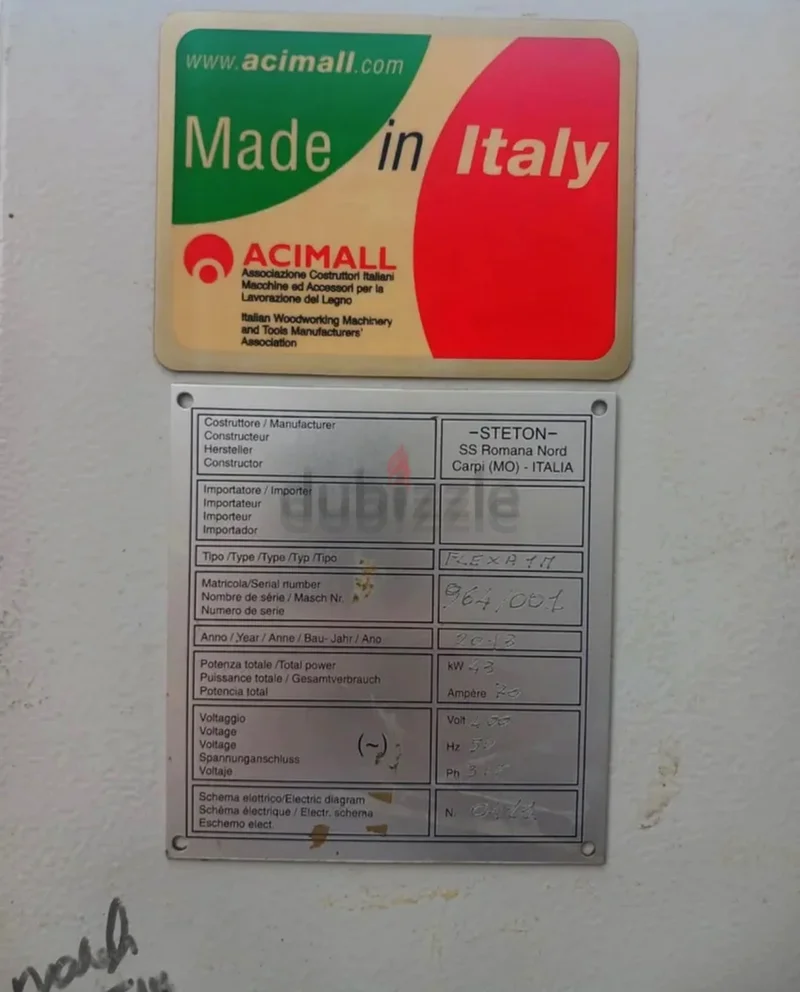 www.acimall.com
Made in Italy
ACIMALL
Associazione Costruttori Italiani
Macchine ed Accessori per la
Lavorazione del Legno
Italian Woodworking Machinery
and Tools Manufacturers'
Association
Costruttore / Manufacturer
Constructeur
Hersteller
Constructor
-STETON-
SS Romana Nord
Carpi (MO) - ITALIA
dubizzle
Importatore / Importer
Importateur
Importeur
Importador
Tipo /Type /Type /Typ /Tipo
Matricola/Serial number
Nombre de série / Masch Nr.
Numero de serie
964,001
Anno / Year / Anne / Bau- Jahr / Ano
Potenza totale /Total power
Puissance totale / Gesamtverbrauch
Potencia total
kW
Ampére
Voltaggio
Voltage
Voltage
Spannunganschluss
Voltaje
(~)
Volt
Hz
Ph
Schema elettrico/Electric diagram
Schéma électrique / Electr. schema
Eschemo elect.
N.